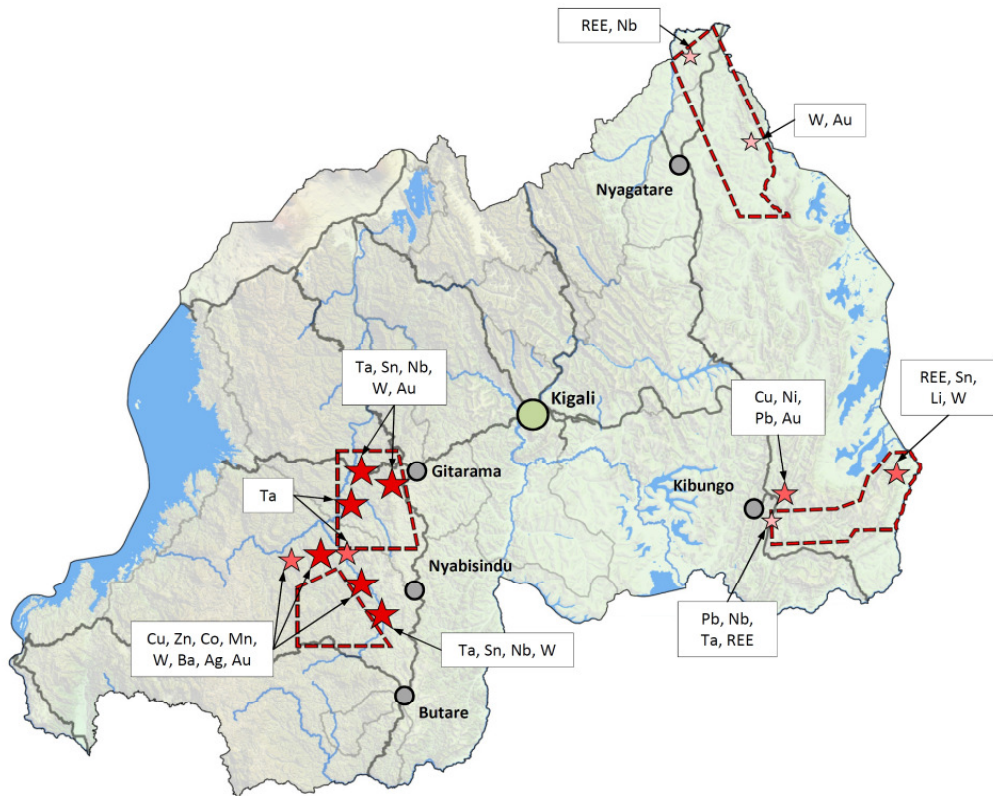 REE, Nb
W, Au
Nyagatare
Ta, Sn, Nb,
W, Au
Kigali
Cu, Ni,
Pb, Au
REE, Sn,
Li, W
Gitarama
Ta
Kibungo
Nyabisindu
Cu, Zn, Co, Mn,
W, Ba, Ag, Au
Ta, Sn, Nb, W
Pb, Nb,
Ta, REE
Butare